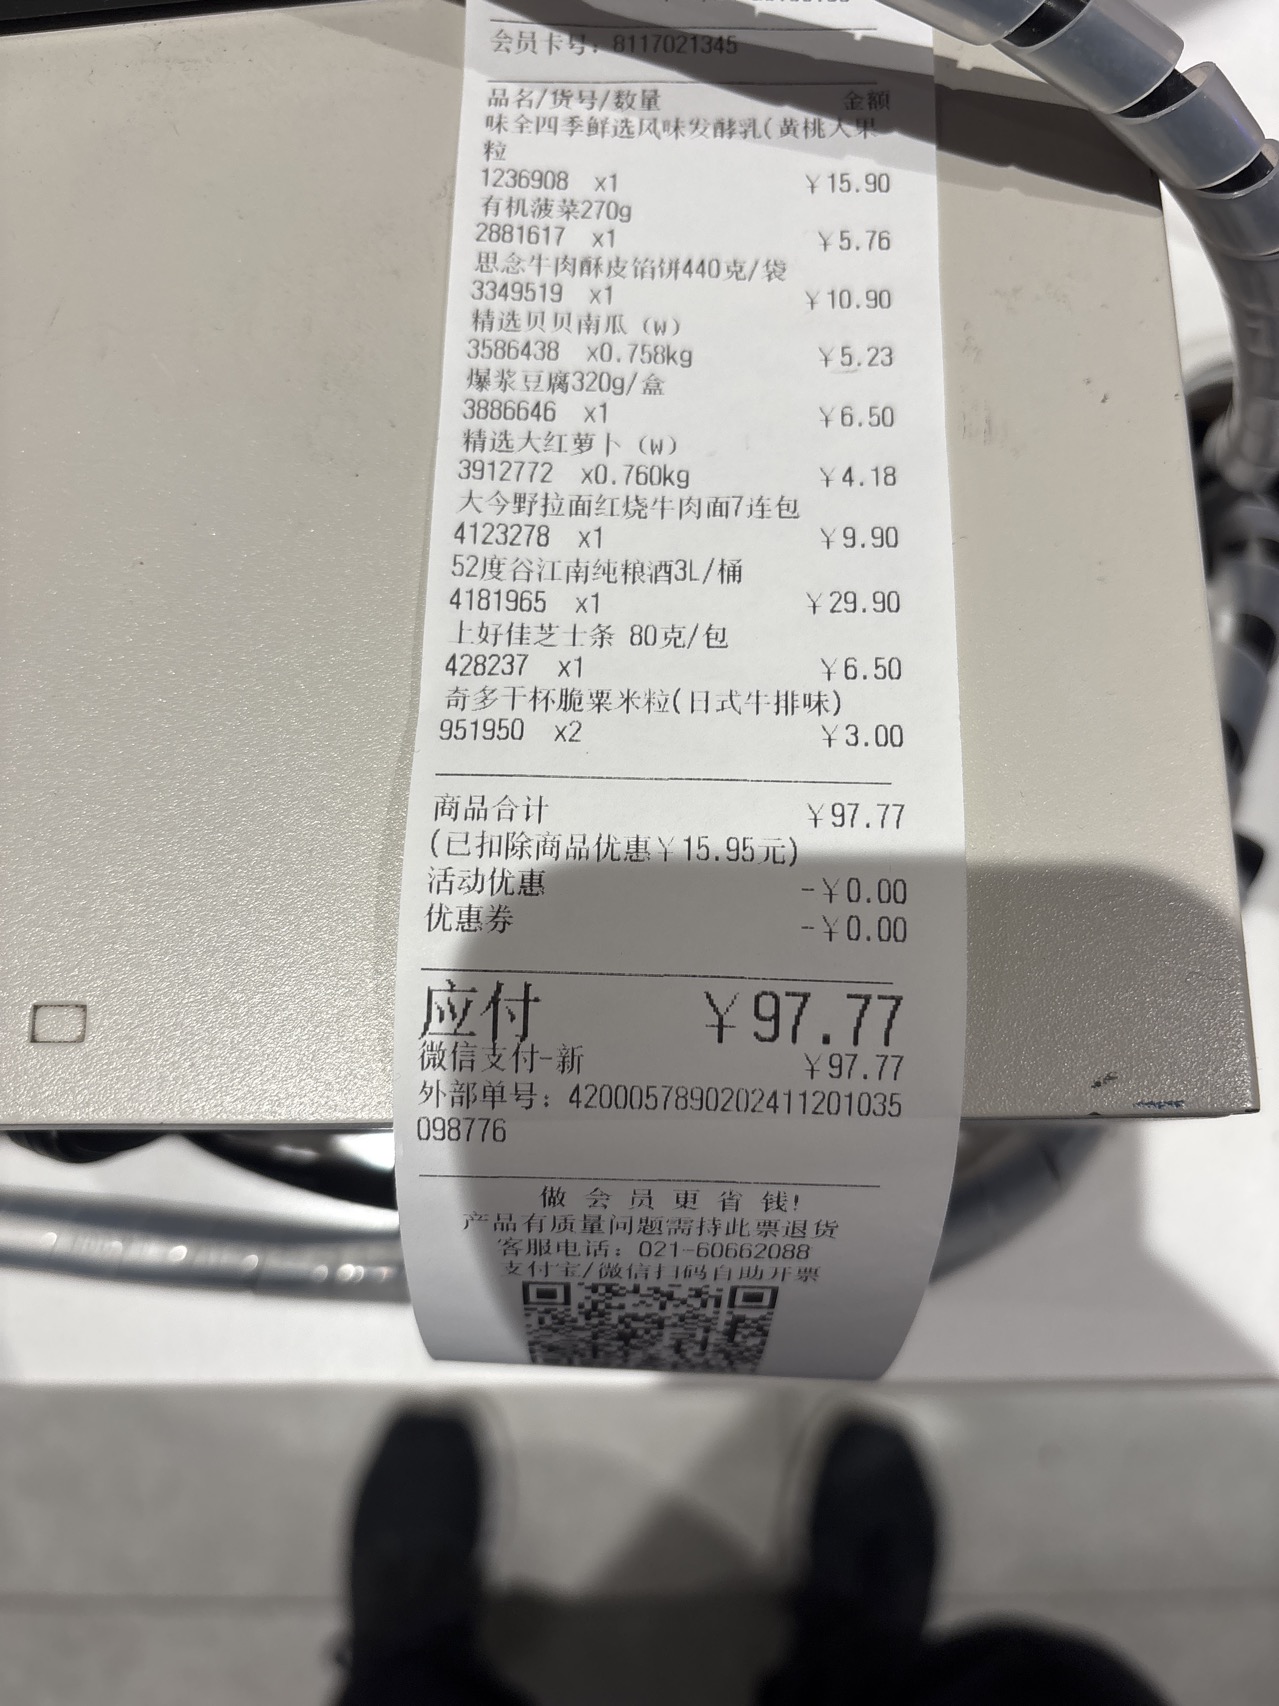 会员卡号：8117021345
品名/货号/数量 金额
味全四季鲜选风味发酵乳(黄桃大果
粒
1236908 x1 ￥15.90
有机菠菜270g
2881617 x1 ￥5.76
思念牛肉酥皮馅饼440克/袋
3349519 x1 ￥10.90
精选贝贝南瓜（W）
3586438 x0.758kg ￥5.23
爆浆豆腐320g/盒
3886646 x1 ￥6.50
精选大红萝卜（W）
3912772 x0.760kg ￥4.18
大今野拉面红烧牛肉面7连包
4123278 x1 ￥9.90
52度谷江南纯粮酒3L/桶
4181965 x1 ￥29.90
上好佳芝士条 80克/包
428237 x1 ￥6.50
奇多干杯脆粟米粒(日式牛排味)
951950 x2 ￥3.00
商品合计 ￥97.77
(已扣除商品优惠￥15.95元)
活动优惠 -￥0.00
优惠券 -￥0.00
应付 ￥97.77
微信支付-新 ￥97.77
外部单号：4200057890202411201035
098776
做会员更省钱!
产品有质量问题需持此票退货
客服电话：021-60662088
支付宝/微信扫码自助开票